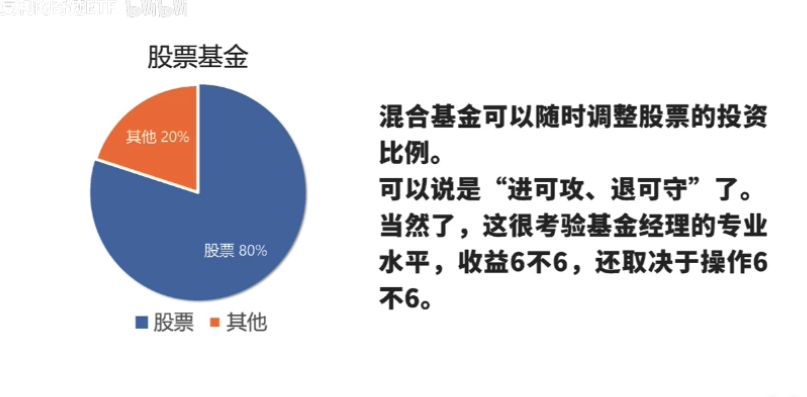 股票基金
其他 20%
股票 80%
股票 其他
混合基金可以随时调整股票的投资
比例。
可以说是“进可攻、退可守”了。
当然了，这很考验基金经理的专业
水平，收益6不6，还取决于操作6
不6。